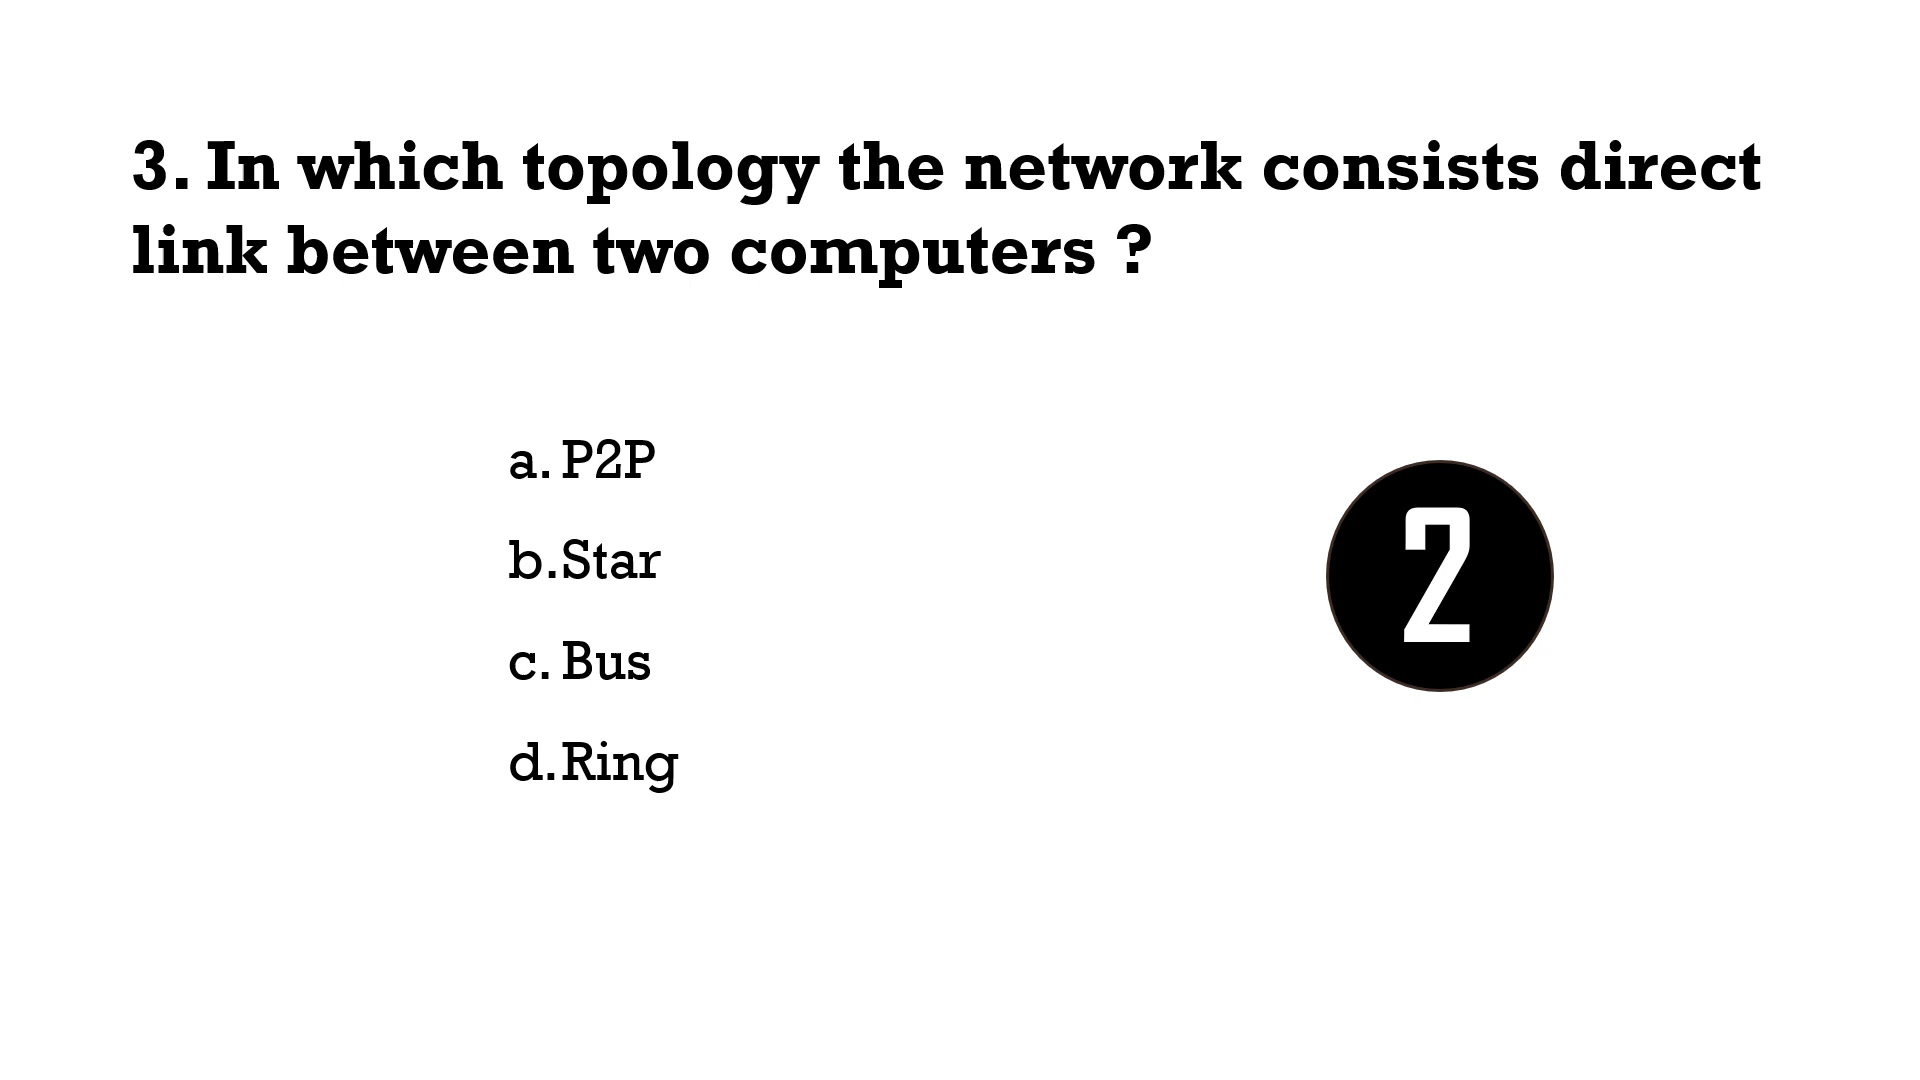 3. In which topology the network consists direct
link between two computers ?
a. P2P
b. Star
c. Bus
d. Ring
2